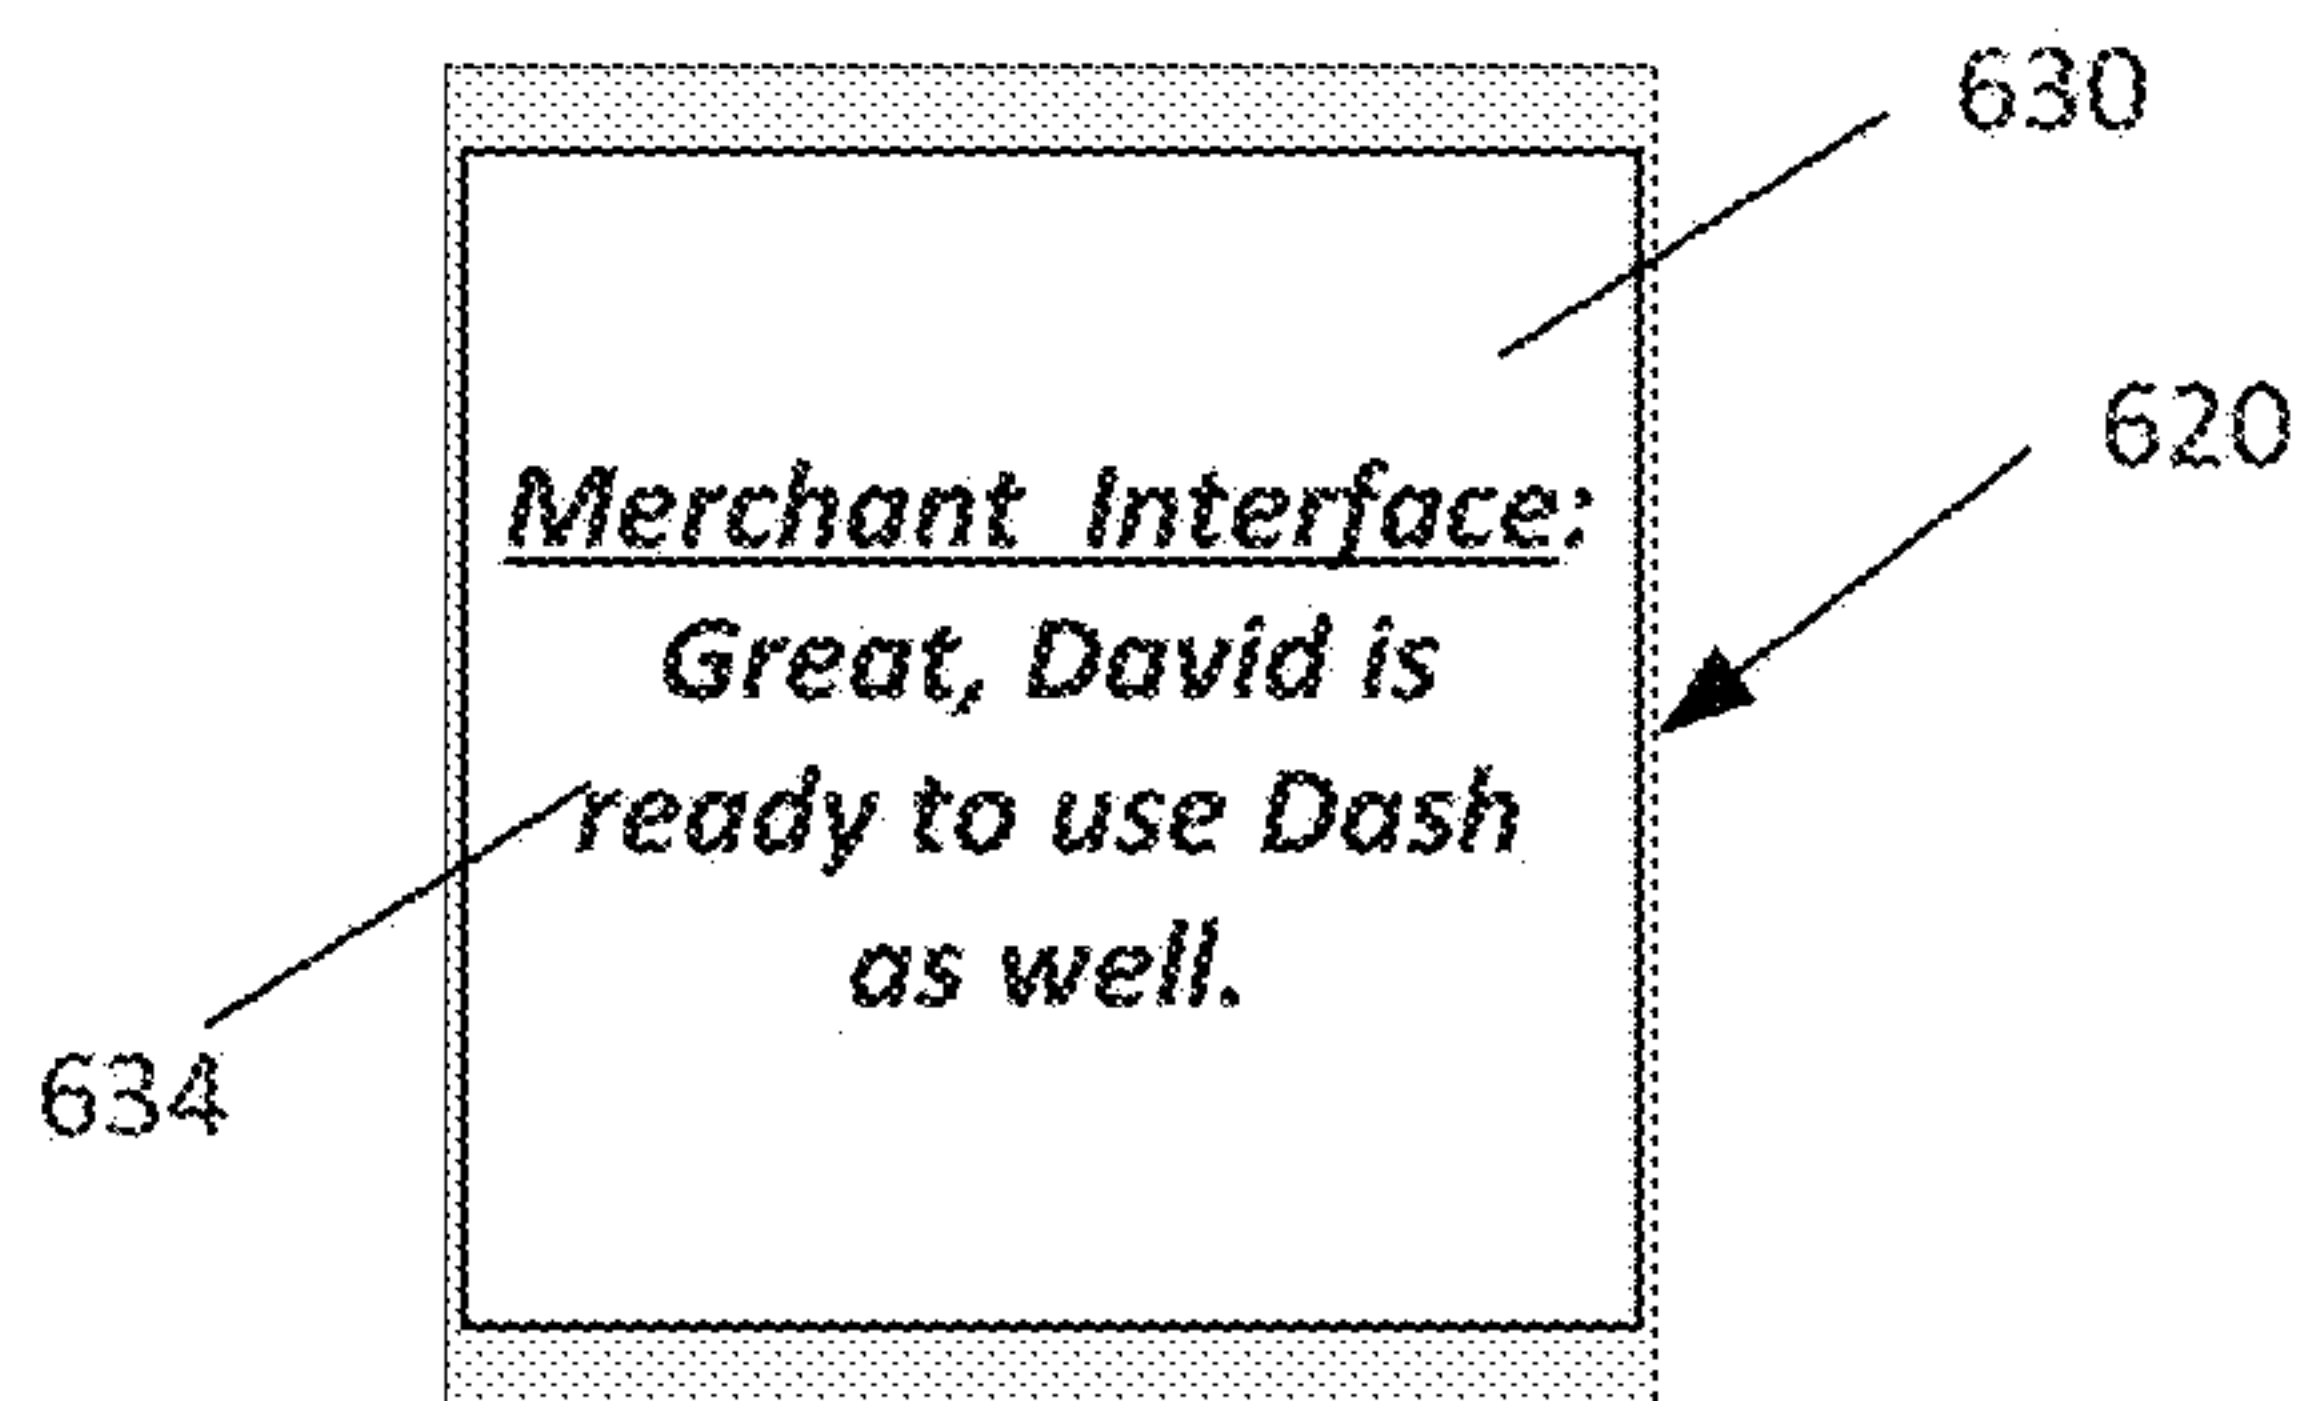 630
620
Merchant Interface:
Great, David is
ready to use Dash
as well.
634